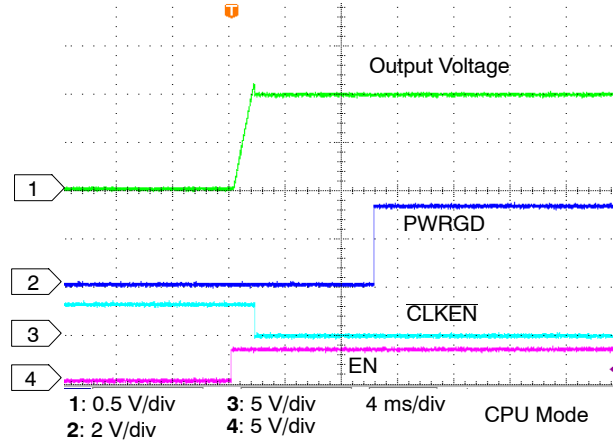 T
Output Voltage
1
PWRGD
2
CLKEN
3
EN
4
1: 0.5 V/div 3: 5 V/div 4 ms/div
CPU Mode
2: 2 V/div 4: 5 V/div